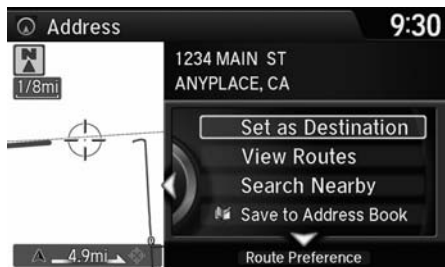 Address
9:30
N
1/8mi
1234 MAIN ST
ANYPLACE, CA
Set as Destination
View Routes
Search Nearby
Save to Address Book
4.9mi
Route Preference